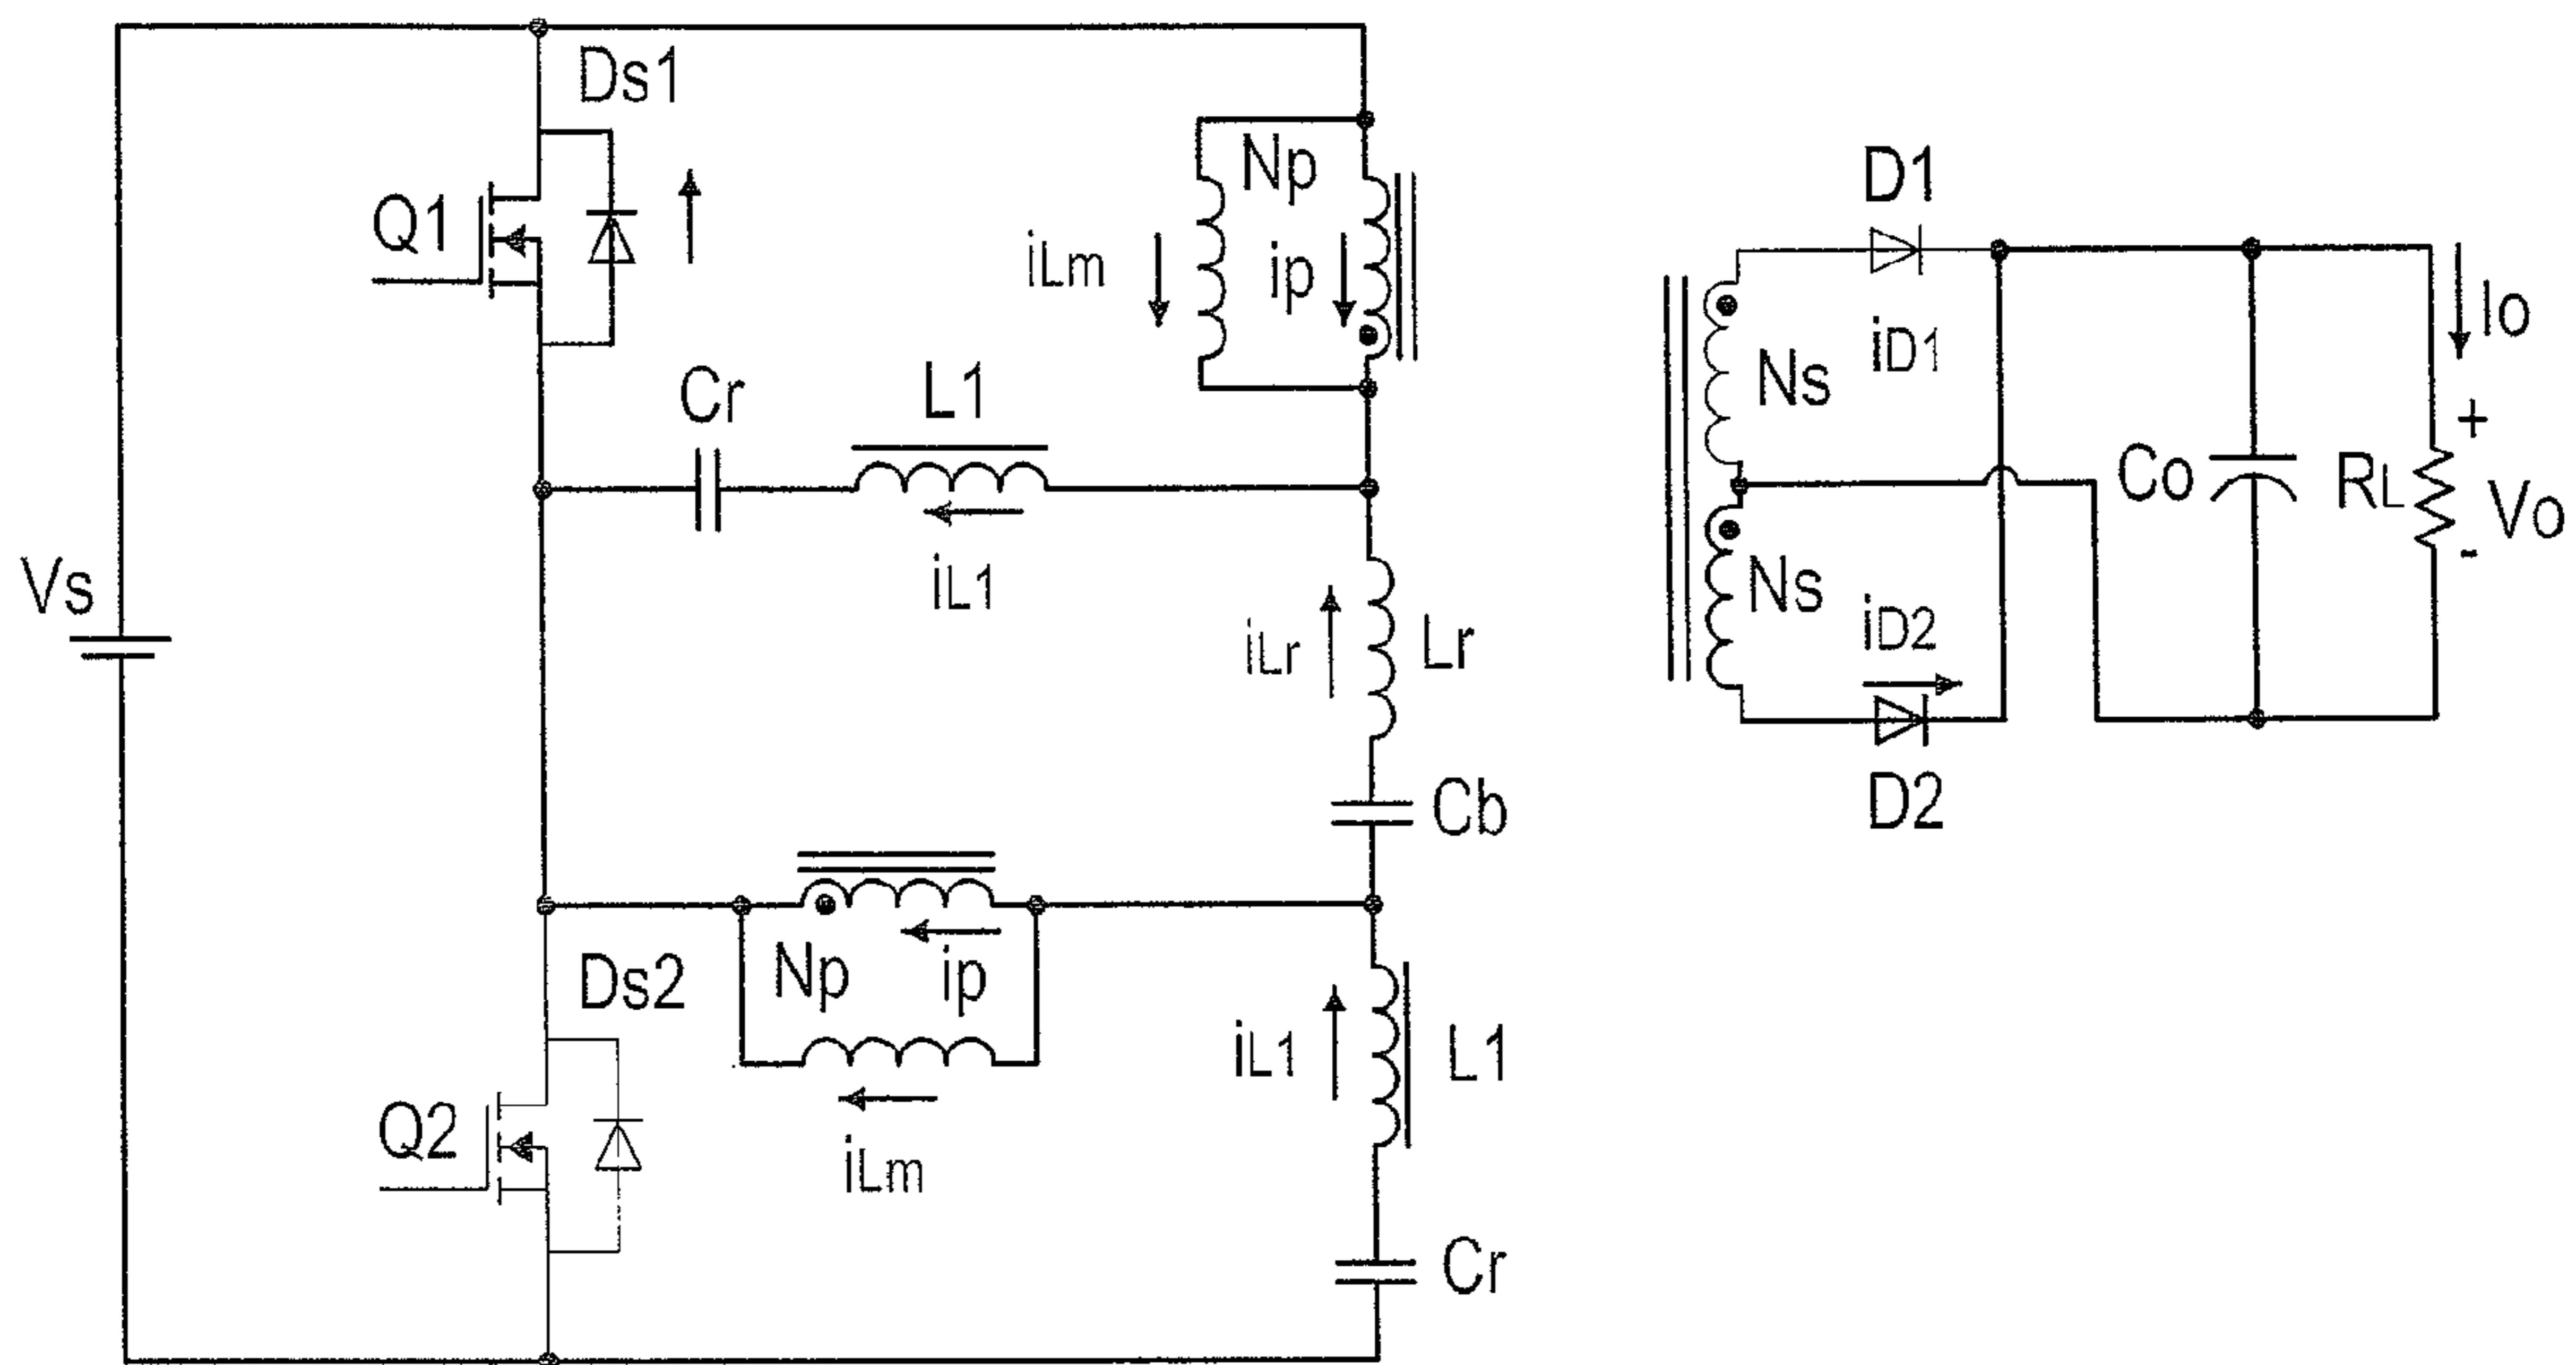 Ds1
Q1
Np
iLm
ip
Cr
L1
iL1
Vs
iLr
Lr
Cb
Np
ip
Ds2
iLm
Q2
iL1
L1
Cr
D1
iD1
Ns
Ns
iD2
D2
Co
RL
Io
+
Vo
-